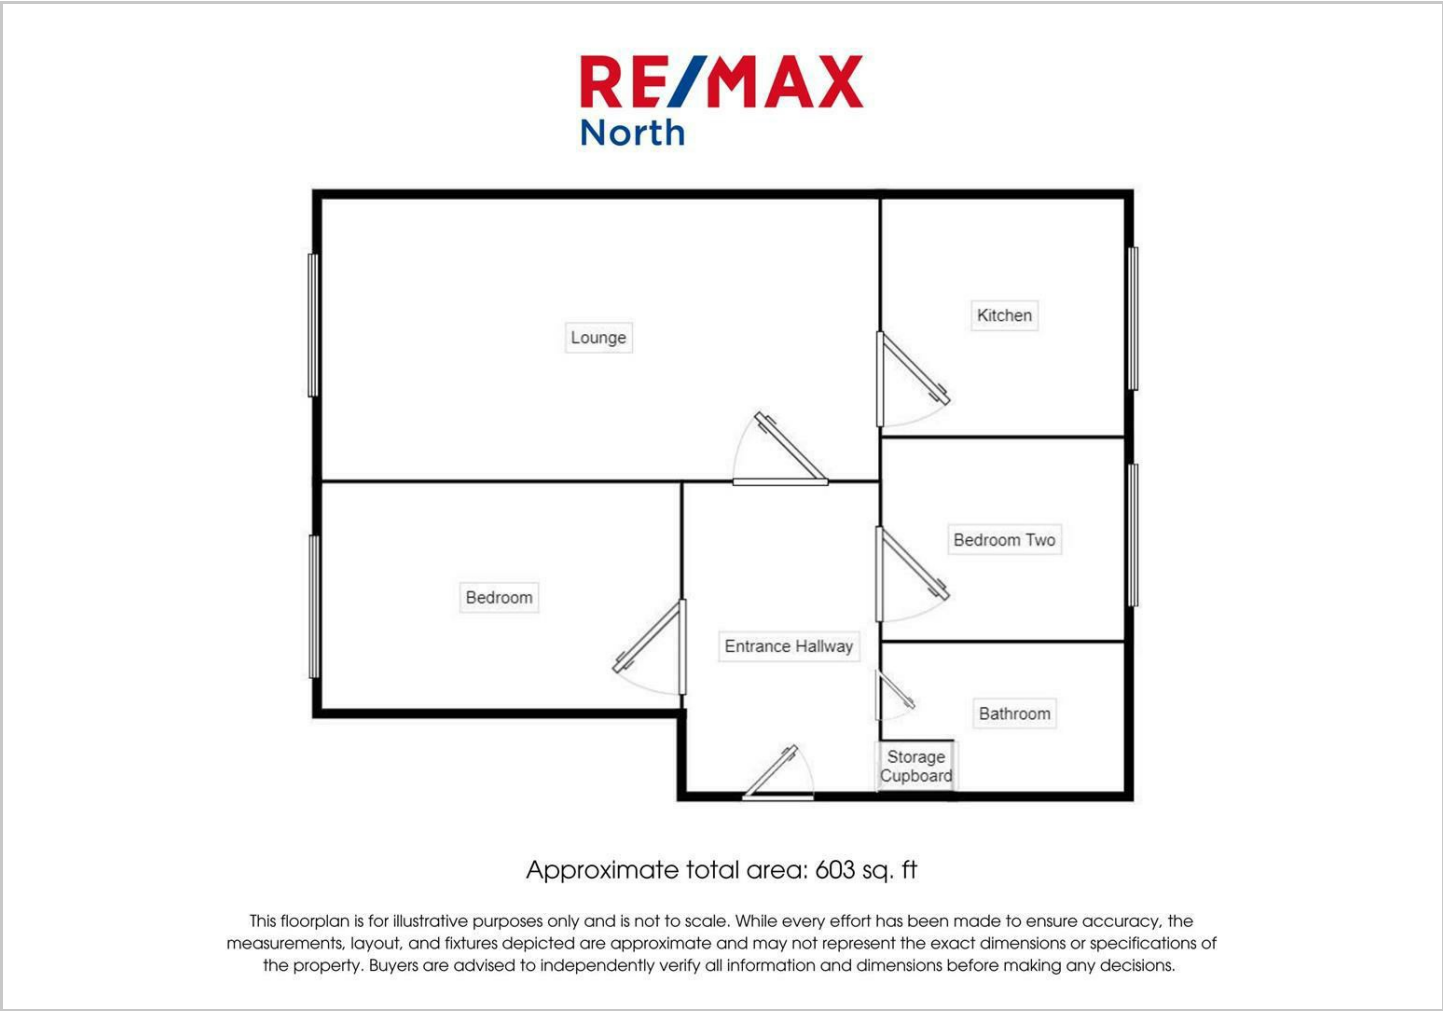 RE/MAX
North
Lounge
Kitchen
Bedroom Two
Bedroom
Entrance Hallway
Bathroom
Storage
Cupboard
Approximate total area: 603 sq. ft
This floorplan is for illustrative purposes only and is not to scale. While every effort has been made to ensure accuracy, the
measurements, layout, and fixtures depicted are approximate and may not represent the exact dimensions or specifications of
the property. Buyers are advised to independently verify all information and dimensions before making any decisions.